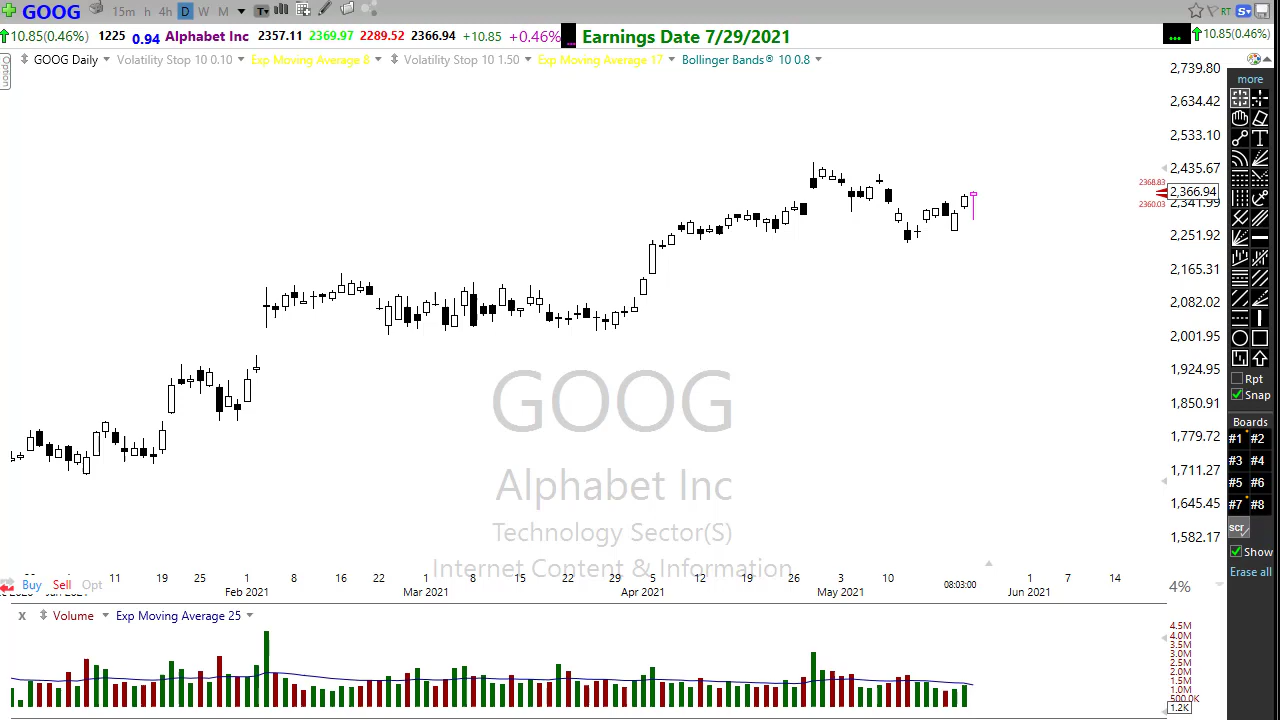 GOOG 15m h 4h D W M T RT S
10.85(0.46%) 1225 0.94 Alphabet Inc 2357.11 2369.97 2289.52 2366.94 +10.85 +0.46% ... Earnings Date 7/29/2021 ... 10.85(0.46%)
Option GOOG Daily Volatility Stop 10 0.10 Exp Moving Average 8 Volatility Stop 10 1.50 Exp Moving Average 17 Bollinger Bands® 10 0.8
2,739.80
more
2,634.42
2,533.10
2,435.67
2368.83
2,366.94
2360.03 2,341.99
2,251.92
2,165.31
2,082.02
2,001.95
1,924.95
Rpt
Snap
1,850.91
Boards
1,779.72
#1 #2
#3 #4
1,711.27
#5 #6
1,645.45
#7 #8
scr
1,582.17
Show
Erase all
GOOG
Alphabet Inc
Technology Sector(S)
Internet Content & Information
Buy Sell Opt 11 19 25 1 8 16 22 1 8 15 22 29 5 11 19 26 3 10 08:03:00 1 7 14
Feb 2021 Mar 2021 Apr 2021 May 2021 Jun 2021
4%
X Volume Exp Moving Average 25
4.5M
4.0M
3.5M
3.0M
2.5M
2.0M
1.5M
1.0M
500.0K
1.2K